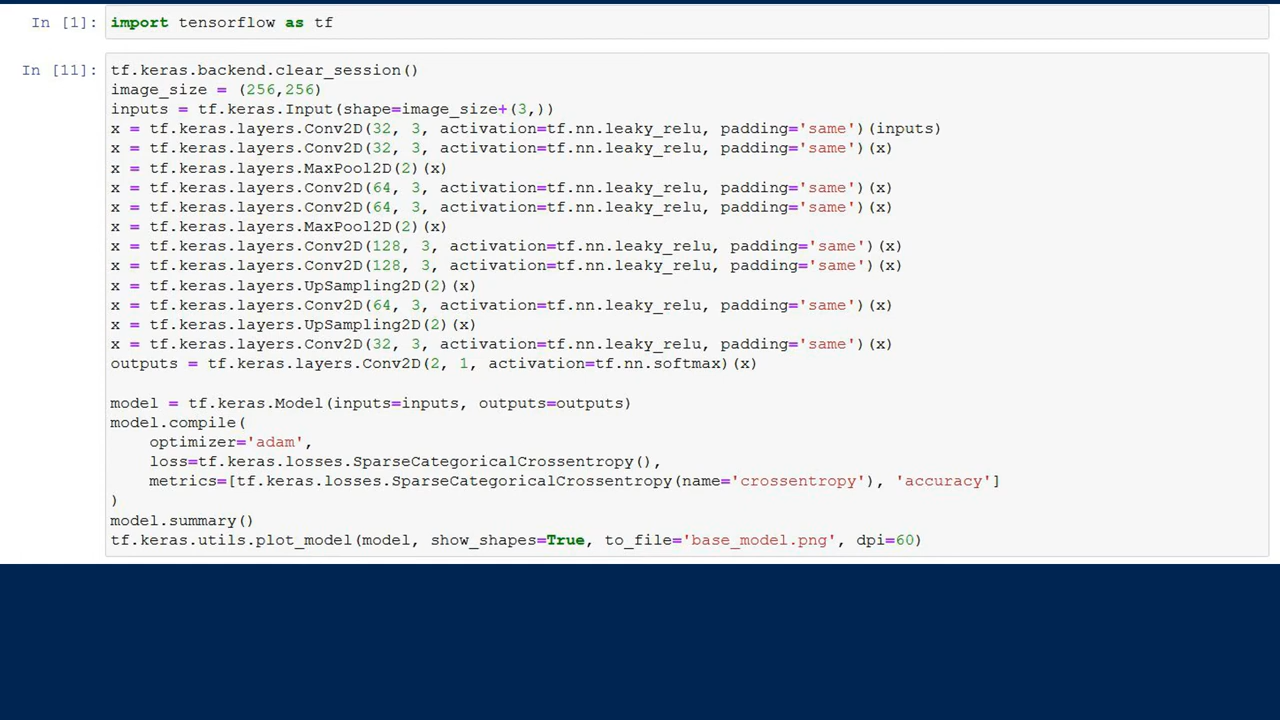 In [1]: import tensorflow as tf
In [11]: tf.keras.backend.clear_session()
image_size = (256,256)
inputs = tf.keras.Input(shape=image_size+(3,))
x = tf.keras.layers.Conv2D(32, 3, activation=tf.nn.leaky_relu, padding='same')(inputs)
x = tf.keras.layers.Conv2D(32, 3, activation=tf.nn.leaky_relu, padding='same')(x)
x = tf.keras.layers.MaxPool2D(2)(x)
x = tf.keras.layers.Conv2D(64, 3, activation=tf.nn.leaky_relu, padding='same')(x)
x = tf.keras.layers.Conv2D(64, 3, activation=tf.nn.leaky_relu, padding='same')(x)
x = tf.keras.layers.MaxPool2D(2)(x)
x = tf.keras.layers.Conv2D(128, 3, activation=tf.nn.leaky_relu, padding='same')(x)
x = tf.keras.layers.Conv2D(128, 3, activation=tf.nn.leaky_relu, padding='same')(x)
x = tf.keras.layers.UpSampling2D(2)(x)
x = tf.keras.layers.Conv2D(64, 3, activation=tf.nn.leaky_relu, padding='same')(x)
x = tf.keras.layers.UpSampling2D(2)(x)
x = tf.keras.layers.Conv2D(32, 3, activation=tf.nn.leaky_relu, padding='same')(x)
outputs = tf.keras.layers.Conv2D(2, 1, activation=tf.nn.softmax)(x)
model = tf.keras.Model(inputs=inputs, outputs=outputs)
model.compile(
    optimizer='adam',
    loss=tf.keras.losses.SparseCategoricalCrossentropy(),
    metrics=[tf.keras.losses.SparseCategoricalCrossentropy(name='crossentropy'), 'accuracy']
)
model.summary()
tf.keras.utils.plot_model(model, show_shapes=True, to_file='base_model.png', dpi=60)